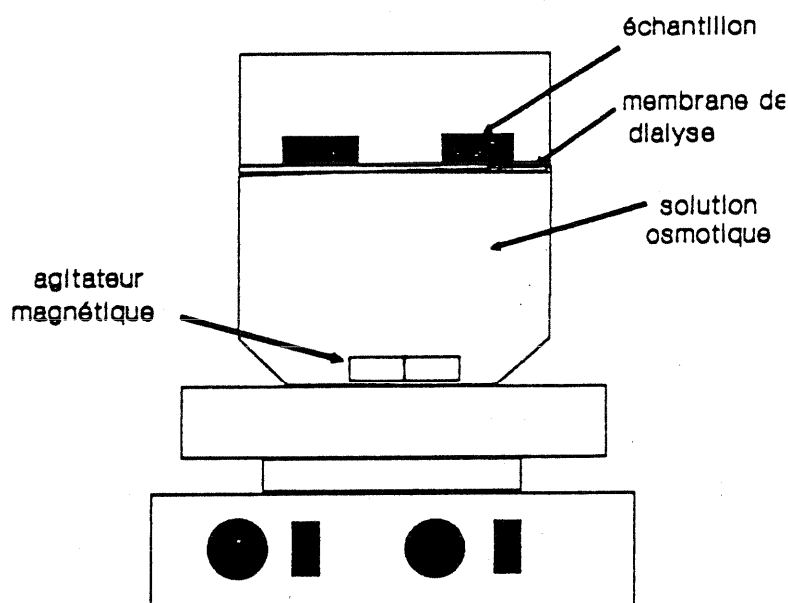 échantillon
membrane de
dialyse
solution
osmotique
agitateur
magnétique